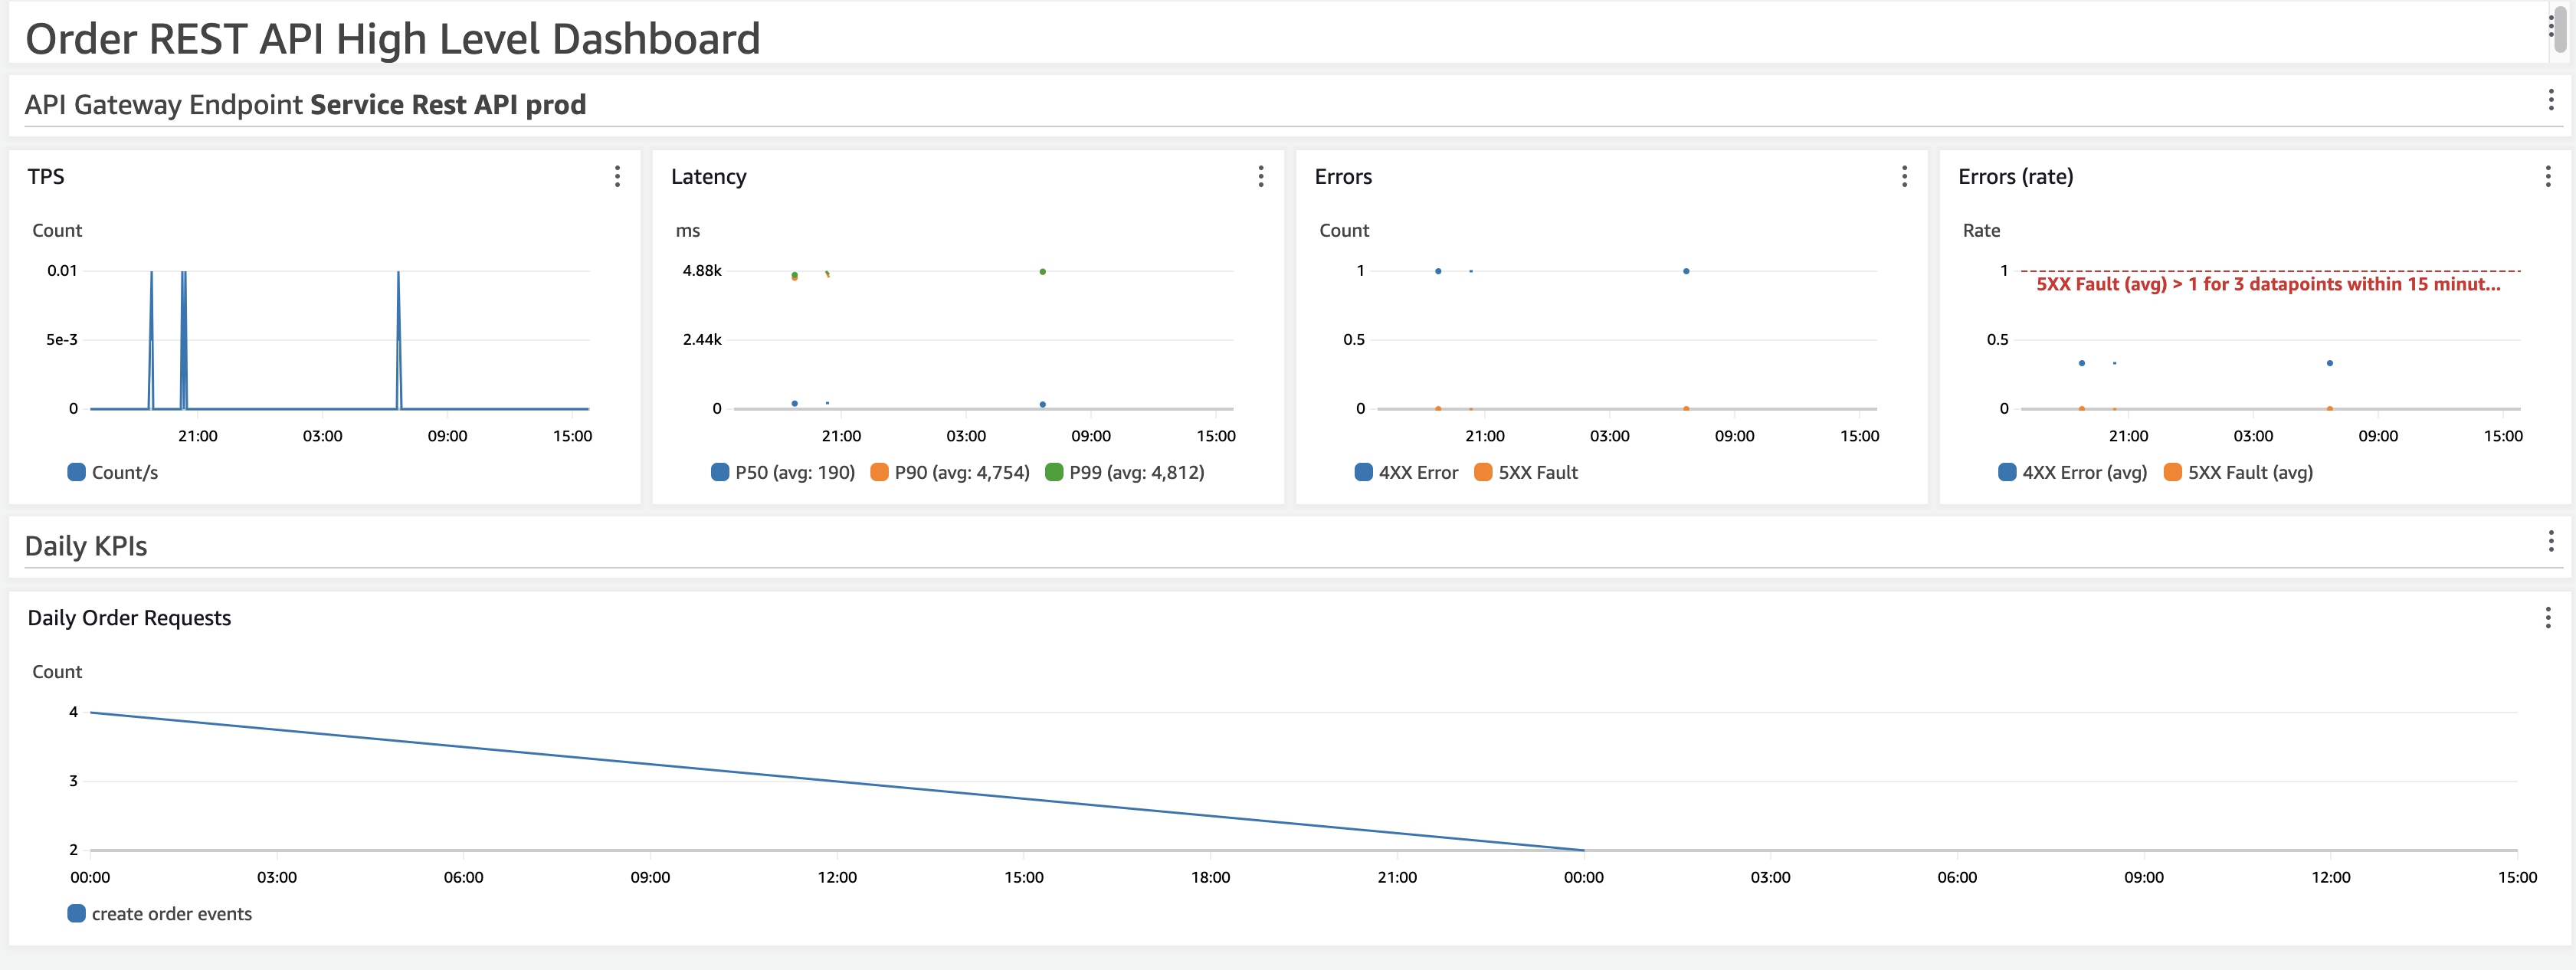 Order REST API High Level Dashboard
API Gateway Endpoint Service Rest API prod
TPS
Count
0.01
5e-3
0
21:00 03:00 09:00 15:00
Count/s
Latency
ms
4.88k
2.44k
0
21:00 03:00 09:00 15:00
P50 (avg: 190) P90 (avg: 4,754) P99 (avg: 4,812)
Errors
Count
1
0.5
0
21:00 03:00 09:00 15:00
4XX Error 5XX Fault
Errors (rate)
Rate
1
5XX Fault (avg) > 1 for 3 datapoints within 15 minut...
0.5
0
21:00 03:00 09:00 15:00
4XX Error (avg) 5XX Fault (avg)
Daily KPIs
Daily Order Requests
Count
4
3
2
00:00 03:00 06:00 09:00 12:00 15:00 18:00 21:00 00:00 03:00 06:00 09:00 12:00 15:00
create order events